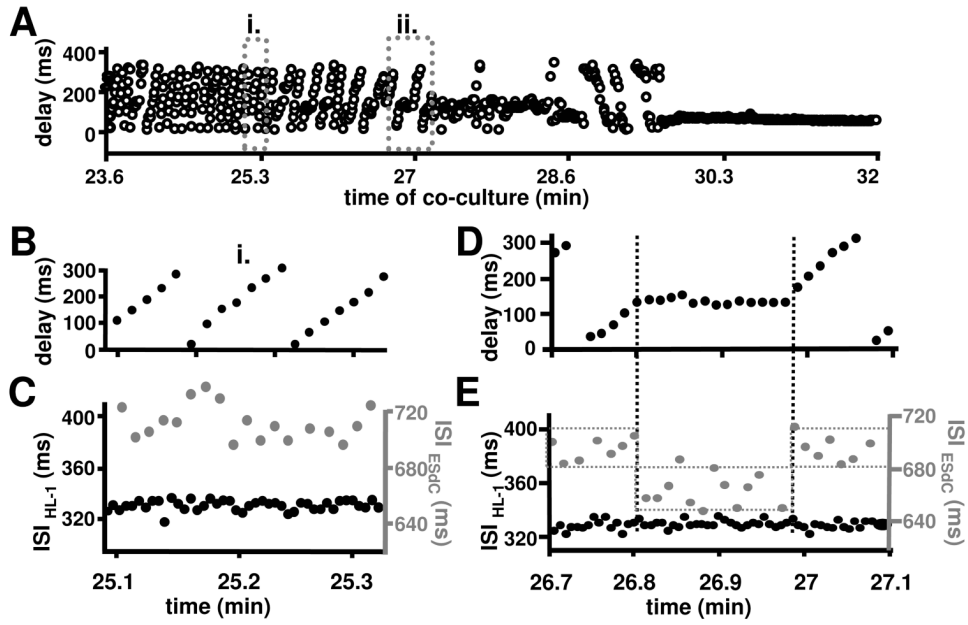 A
i.
ii.
delay (ms)
400
200
0
23.6 25.3 27 28.6 30.3 32
time of co-culture (min)
B
i.
delay (ms)
300
200
100
0
C
ISI HL-1 (ms)
400
360
320
720
680
640
ISI ESdC (ms)
25.1 25.2 25.3
time (min)
D
delay (ms)
300
200
100
0
E
ISI HL-1 (ms)
400
360
320
720
680
640
ISI ESdC (ms)
26.7 26.8 26.9 27 27.1
time (min)